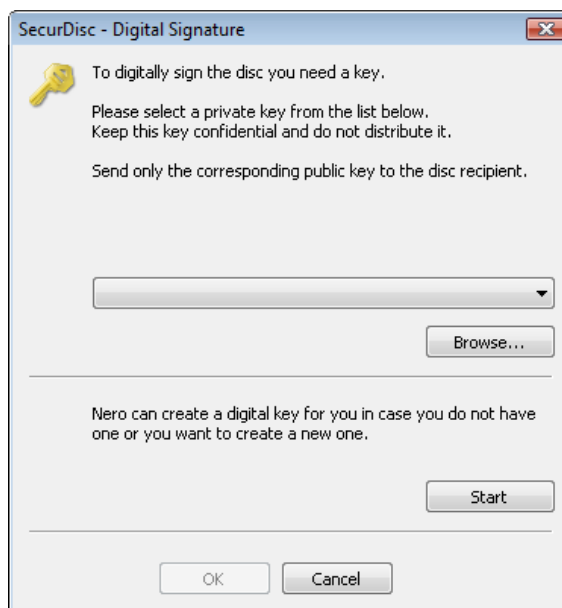 SecurDisc - Digital Signature
To digitally sign the disc you need a key.
Please select a private key from the list below.
Keep this key confidential and do not distribute it.
Send only the corresponding public key to the disc recipient.
Browse...
Nero can create a digital key for you in case you do not have
one or you want to create a new one.
Start
OK
Cancel